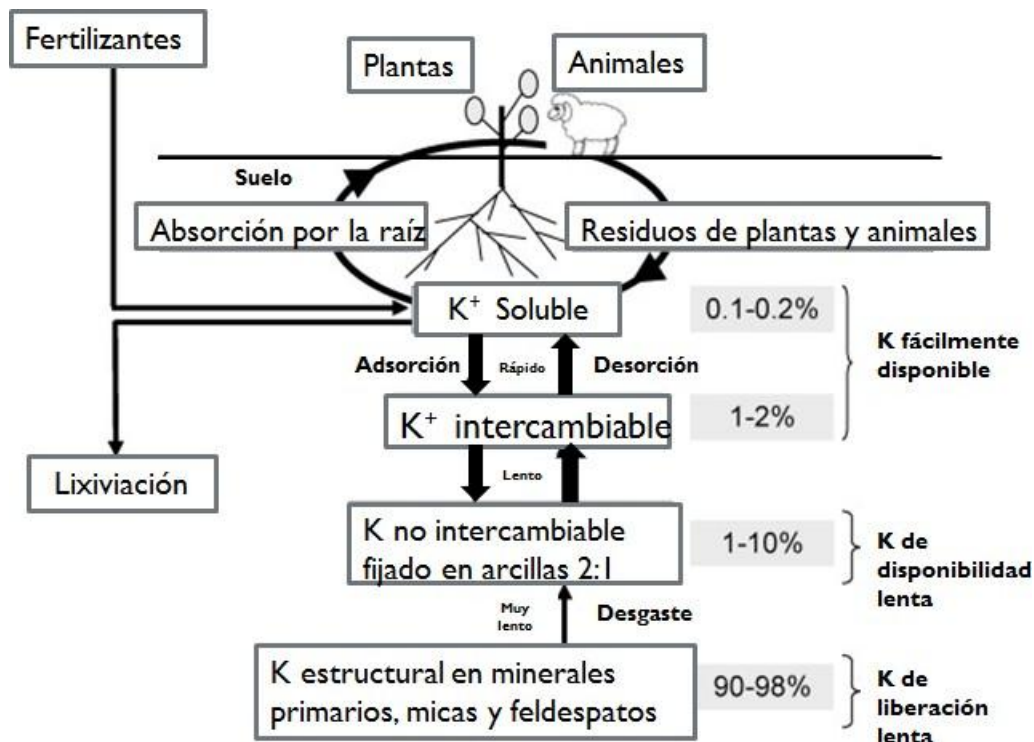 Fertilizantes
Plantas
Animales
Suelo
Absorción por la raíz
Residuos de plantas y animales
K⁺ Soluble
0.1-0.2%
K fácilmente
disponible
Adsorción
Rápido
Desorción
K⁺ intercambiable
1-2%
Lixiviación
Lento
K no intercambiable
fijado en arcillas 2:1
1-10%
K de
disponibilidad
lenta
Muy
lento
Desgaste
K estructural en minerales
primarios, micas y feldespatos
90-98%
K de
liberación
lenta